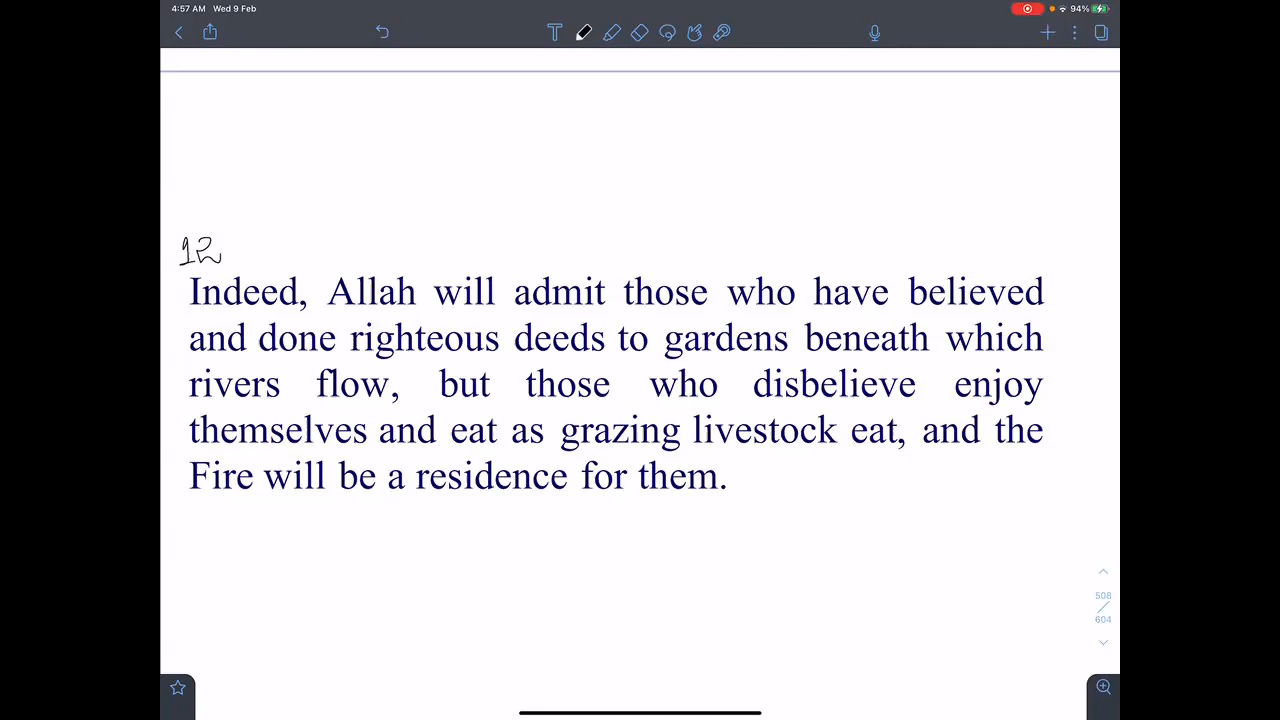 4:57 AM Wed 9 Feb
94%
12
Indeed, Allah will admit those who have believed
and done righteous deeds to gardens beneath which
rivers flow, but those who disbelieve enjoy
themselves and eat as grazing livestock eat, and the
Fire will be a residence for them.
508
604